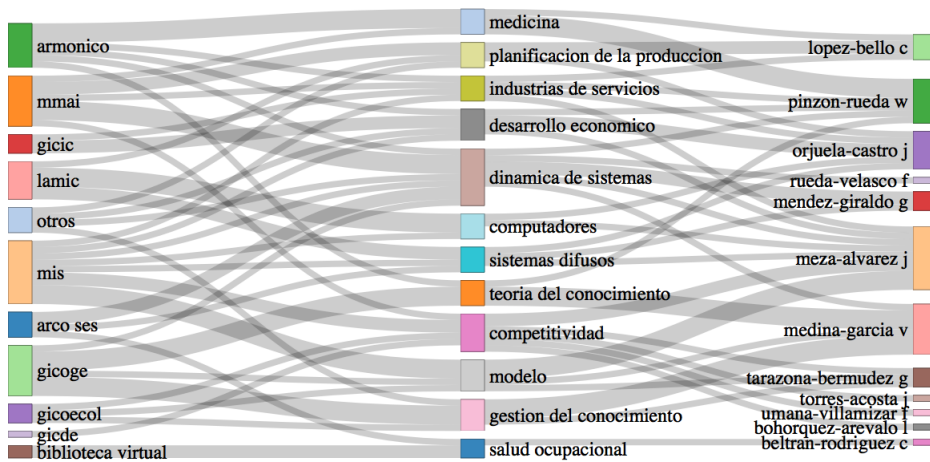 armonico
mmai
gicic
lamic
otros
mis
arco ses
gicoge
gicoecol
gicde
biblioteca virtual
medicina
planificacion de la produccion
industrias de servicios
desarrollo economico
dinamica de sistemas
computadores
sistemas difusos
teoria del conocimiento
competitividad
modelo
gestion del conocimiento
salud ocupacional
lopez-bello c
pinzon-rueda w
orjuela-castro j
rueda-velasco f
mendez-giraldo g
meza-alvarez j
medina-garcia v
tarazona-bermudez g
torres-acosta j
umana-villamizar f
bohorquez-arevalo l
beltran-rodriguez c